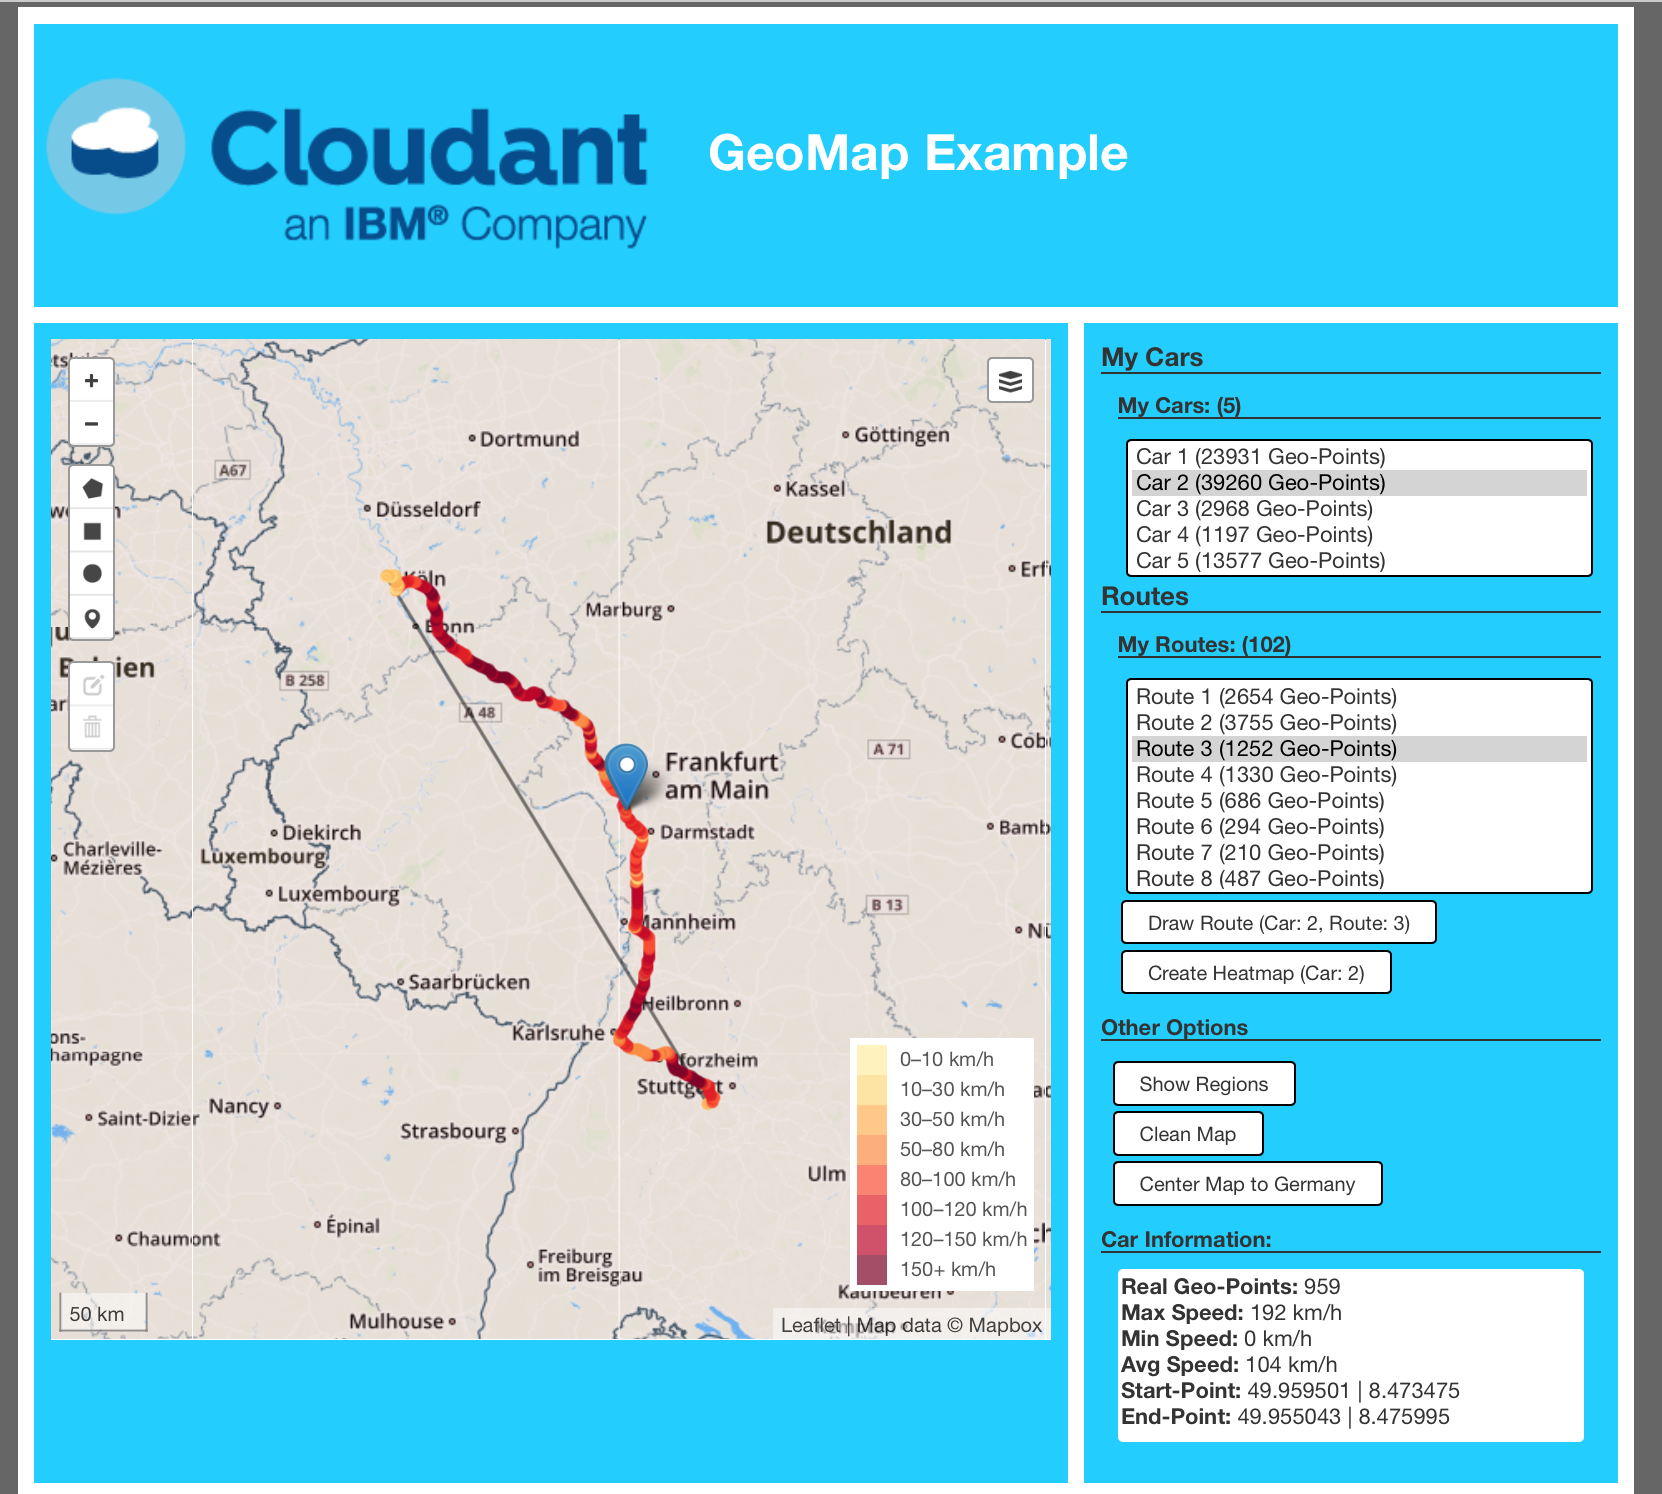 Cloudant
an IBM® Company
GeoMap Example
+
−
Dortmund
Göttingen
A67
Kassel
Düsseldorf
Deutschland
Köln
Marburg
Bonn
B 258
A 48
A 71
Frankfurt
am Main
Diekirch
Darmstadt
Charleville-
Mézières
Luxembourg
Luxembourg
B 13
Mannheim
Saarbrücken
Heilbronn
Karlsruhe
Pforzheim
Stuttgart
Nancy
Saint-Dizier
Strasbourg
Ulm
Épinal
Chaumont
Freiburg
im Breisgau
Kaufbeuren
Mulhouse
50 km
0–10 km/h
10–30 km/h
30–50 km/h
50–80 km/h
80–100 km/h
100–120 km/h
120–150 km/h
150+ km/h
Leaflet | Map data © Mapbox
My Cars
My Cars: (5)
Car 1 (23931 Geo-Points)
Car 2 (39260 Geo-Points)
Car 3 (2968 Geo-Points)
Car 4 (1197 Geo-Points)
Car 5 (13577 Geo-Points)
Routes
My Routes: (102)
Route 1 (2654 Geo-Points)
Route 2 (3755 Geo-Points)
Route 3 (1252 Geo-Points)
Route 4 (1330 Geo-Points)
Route 5 (686 Geo-Points)
Route 6 (294 Geo-Points)
Route 7 (210 Geo-Points)
Route 8 (487 Geo-Points)
Draw Route (Car: 2, Route: 3)
Create Heatmap (Car: 2)
Other Options
Show Regions
Clean Map
Center Map to Germany
Car Information:
Real Geo-Points: 959
Max Speed: 192 km/h
Min Speed: 0 km/h
Avg Speed: 104 km/h
Start-Point: 49.959501 | 8.473475
End-Point: 49.955043 | 8.475995